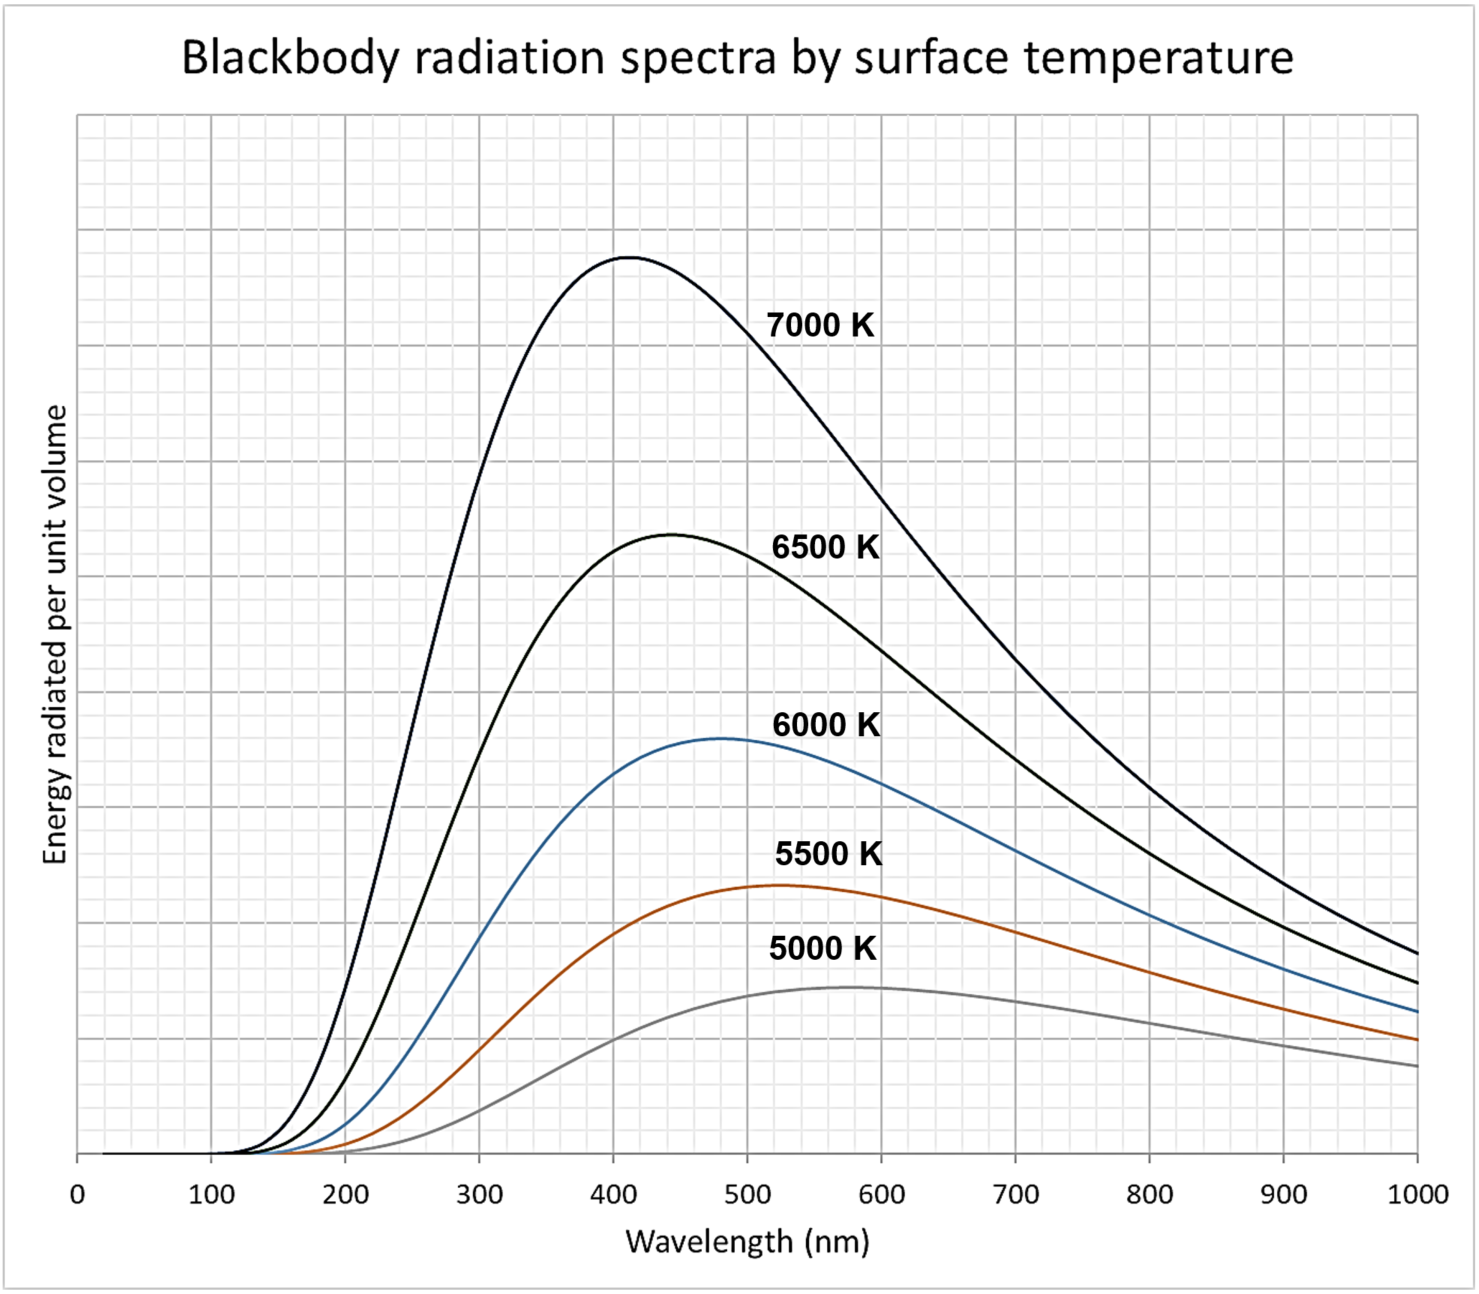 Blackbody radiation spectra by surface temperature
Energy radiated per unit volume
7000 K
6500 K
6000 K
5500 K
5000 K
0 100 200 300 400 500 600 700 800 900 1000
Wavelength (nm)